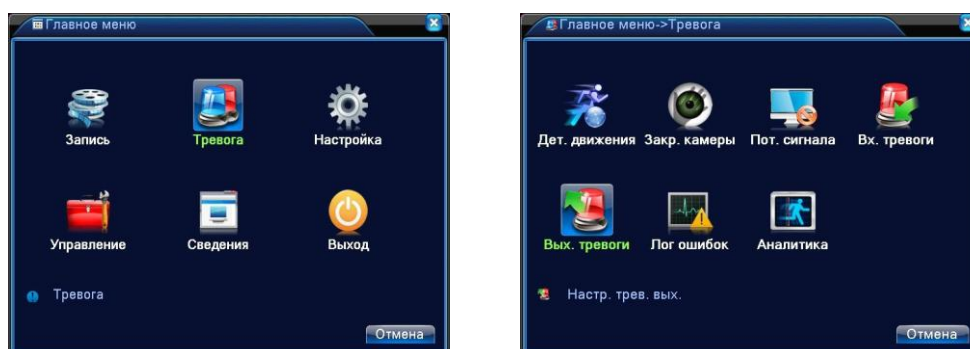 Главное меню
Запись Тревога Настройка
Управление Сведения Выход
Тревога
Отмена
Главное меню->Тревога
Дет. движения Закр. камеры Пот. сигнала Вх. тревоги
Вых. тревоги Лог ошибок Аналитика
Настр. трев. вых.
Отмена